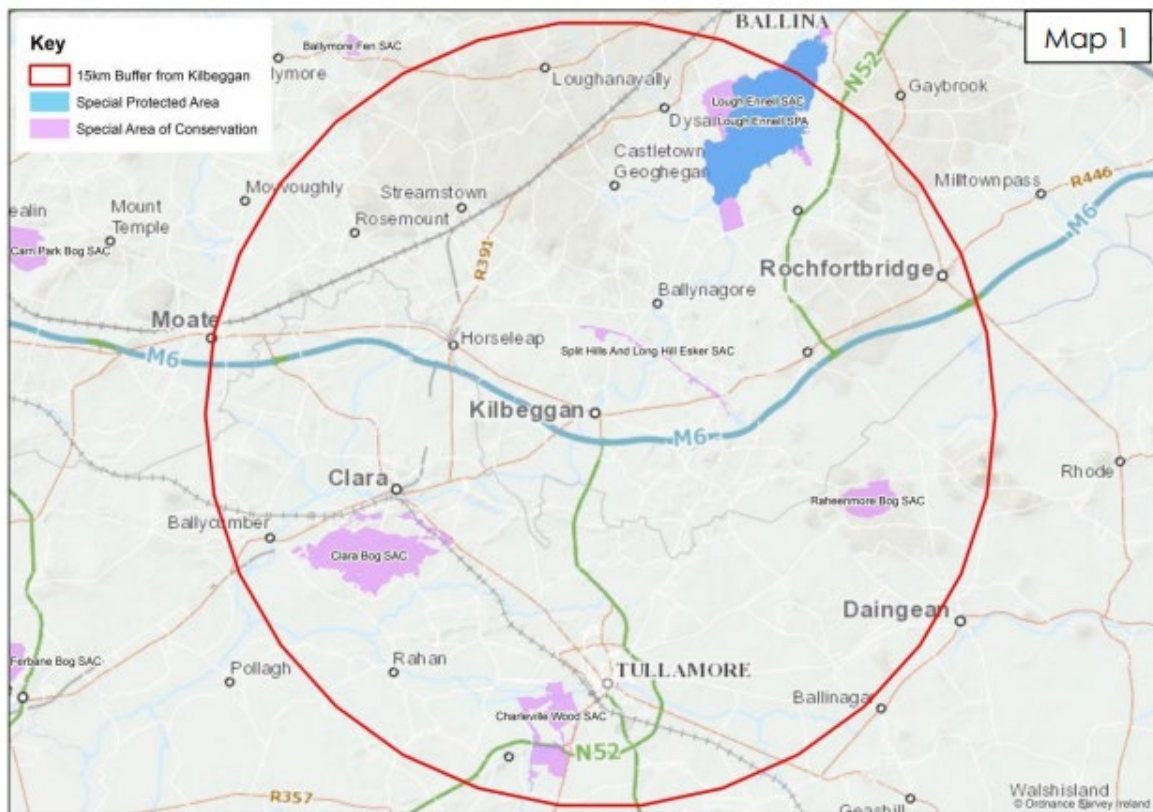 BALLINA
Map 1
Key
15km Buffer from Kilbeggan
Special Protected Area
Special Area of Conservation
Ballymore Fen SAC
lymore
Loughanavally
N52
Gaybrook
Lough Ennell SAC
Dysa
Lough Ennell SPA
Castletown
Geoghegan
Milltownpass
R446
Streamstown
Rosemount
ealin
Mount
Temple
Carn Park Bog SAC
R391
M6
Rochfortbridge
Ballynagore
Moate
M6
Horseleap
Split Hills And Long Hill Esker SAC
Kilbeggan
M6
Rhode
Clara
Raheenmore Bog SAC
Ballycumber
Clara Bog SAC
Daingean
Ferbane Bog SAC
Pollagh
Rahan
TULLAMORE
Ballinagar
Charleville Wood SAC
N52
R357
Walshisland
© Ordnance Survey Ireland